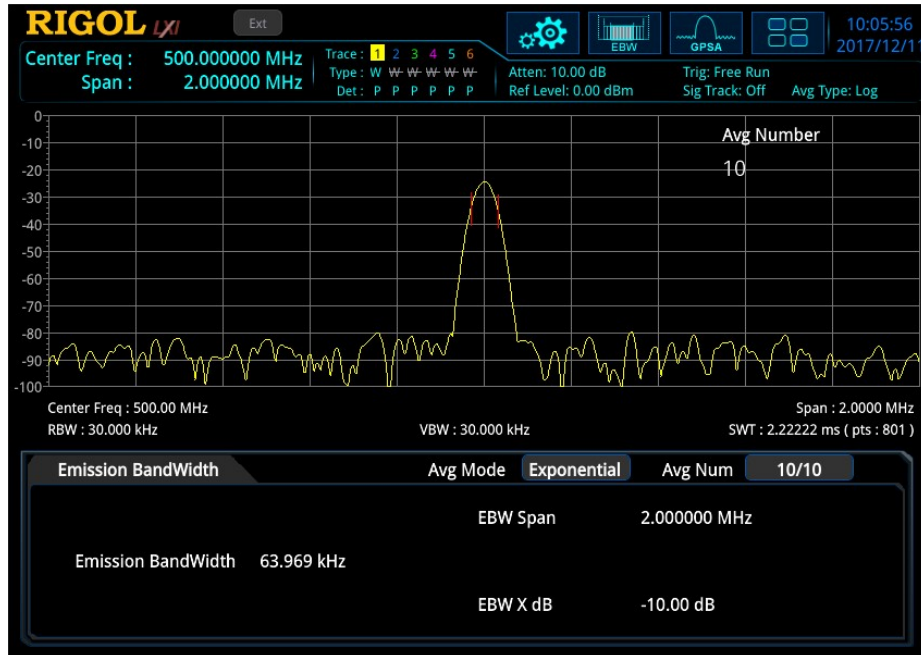 RIGOL LXI Ext EBW GPSA 10:05:56
2017/12/11
Center Freq : 500.000000 MHz
Span : 2.000000 MHz
Trace : 1 2 3 4 5 6
Type : W W W W W W
Det : P P P P P P
Atten: 10.00 dB Trig: Free Run
Ref Level: 0.00 dBm Sig Track: Off Avg Type: Log
0
-10
-20
-30
-40
-50
-60
-70
-80
-90
-100
Avg Number
10
Center Freq : 500.00 MHz Span : 2.0000 MHz
RBW : 30.000 kHz VBW : 30.000 kHz SWT : 2.22222 ms ( pts : 801 )
Emission BandWidth Avg Mode Exponential Avg Num 10/10
EBW Span 2.000000 MHz
Emission BandWidth 63.969 kHz
EBW X dB -10.00 dB